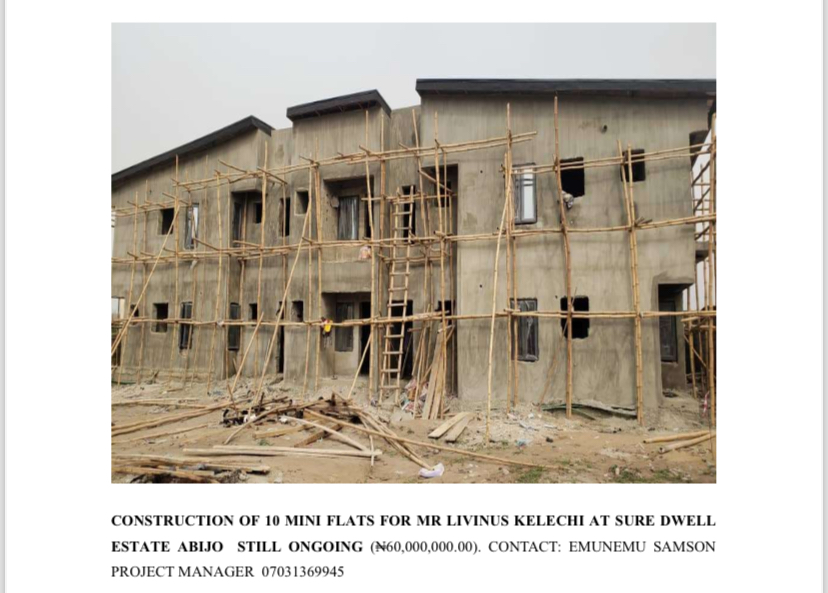 CONSTRUCTION OF 10 MINI FLATS FOR MR LIVINUS KELECHI AT SURE DWELL
ESTATE ABIJO  STILL ONGOING (₦60,000,000.00). CONTACT: EMUNEMU SAMSON
PROJECT MANAGER  07031369945